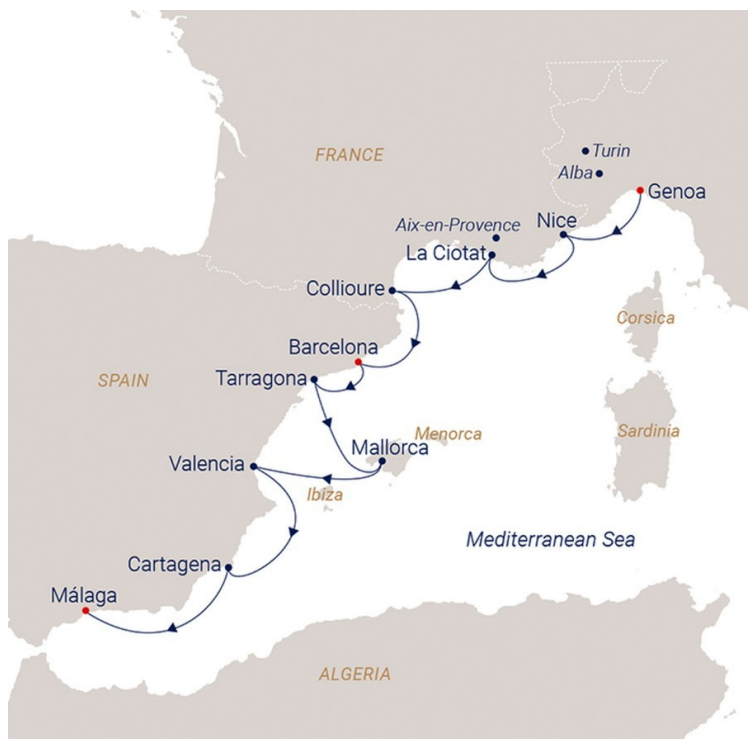 FRANCE
Turin
Alba
Genoa
Nice
Aix-en-Provence
La Ciotat
Collioure
Corsica
Barcelona
SPAIN
Tarragona
Menorca
Sardinia
Mallorca
Valencia
Ibiza
Mediterranean Sea
Cartagena
Málaga
ALGERIA